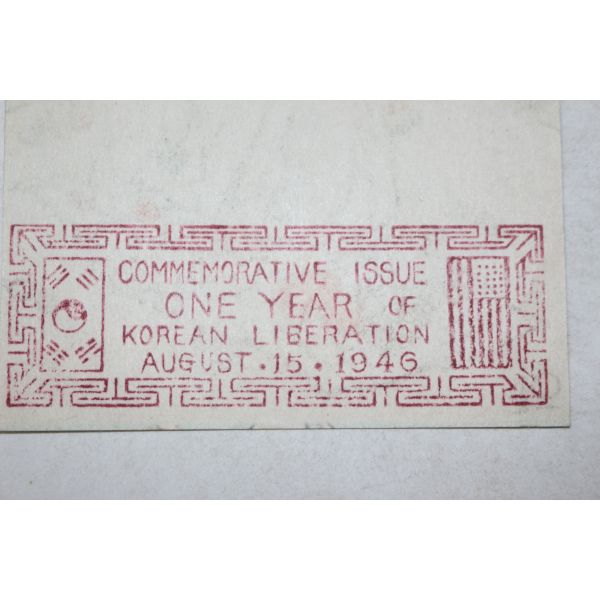 COMMEMORATIVE ISSUE
ONE YEAR OF
KOREAN LIBERATION
AUGUST.15.1946